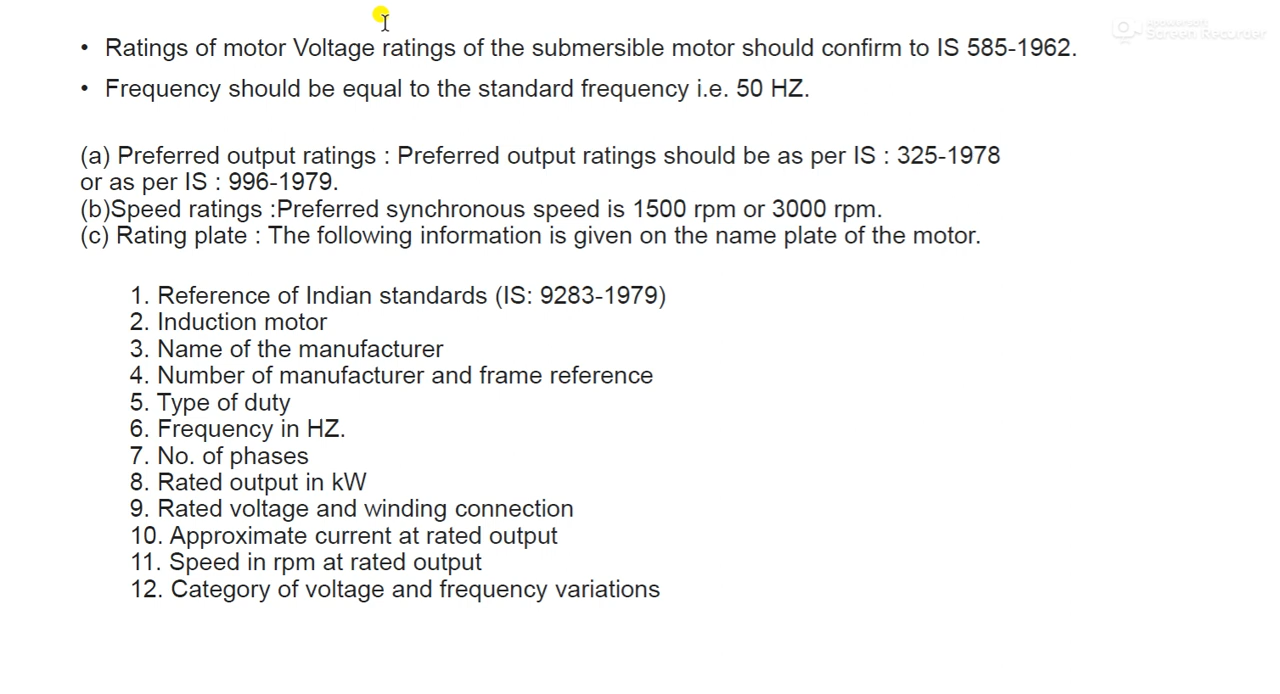 • Ratings of motor Voltage ratings of the submersible motor should confirm to IS 585-1962.
• Frequency should be equal to the standard frequency i.e. 50 HZ.
(a) Preferred output ratings : Preferred output ratings should be as per IS : 325-1978
or as per IS : 996-1979.
(b)Speed ratings :Preferred synchronous speed is 1500 rpm or 3000 rpm.
(c) Rating plate : The following information is given on the name plate of the motor.
1. Reference of Indian standards (IS: 9283-1979)
2. Induction motor
3. Name of the manufacturer
4. Number of manufacturer and frame reference
5. Type of duty
6. Frequency in HZ.
7. No. of phases
8. Rated output in kW
9. Rated voltage and winding connection
10. Approximate current at rated output
11. Speed in rpm at rated output
12. Category of voltage and frequency variations
Screen Recorder